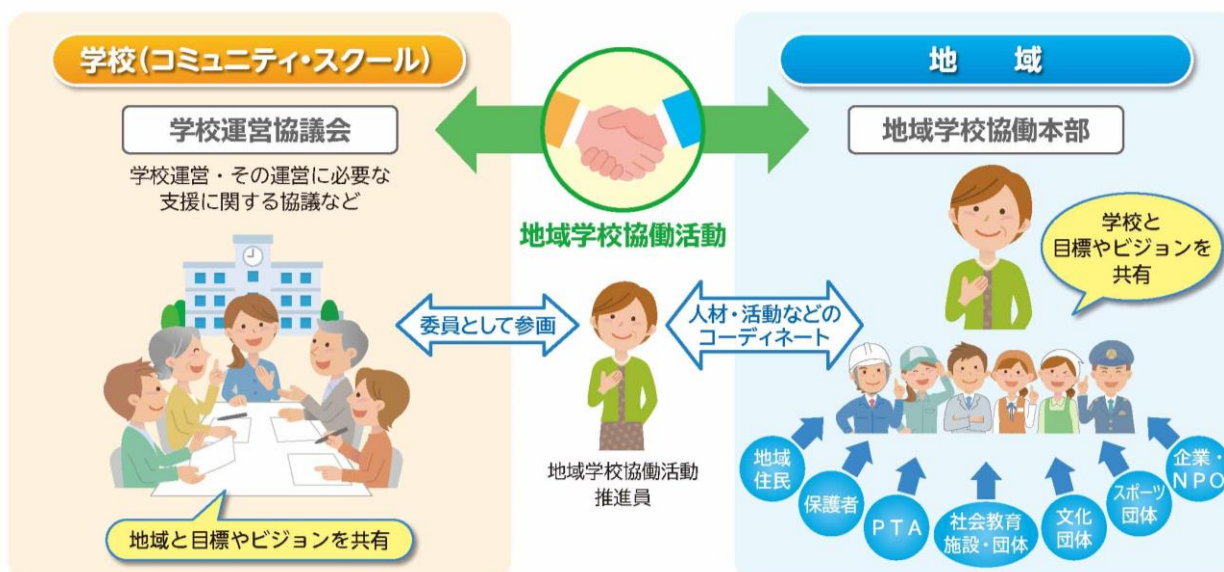 学校(コミュニティ・スクール)
学校運営協議会
学校運営・その運営に必要な
支援に関する協議など
地域と目標やビジョンを共有
地域学校協働活動
委員として参画
人材・活動などの
コーディネート
地域学校協働活動
推進員
地　域
地域学校協働本部
学校と
目標やビジョンを
共有
地域
住民
保護者
PTA
社会教育
施設・団体
文化
団体
スポーツ
団体
企業・
NPO